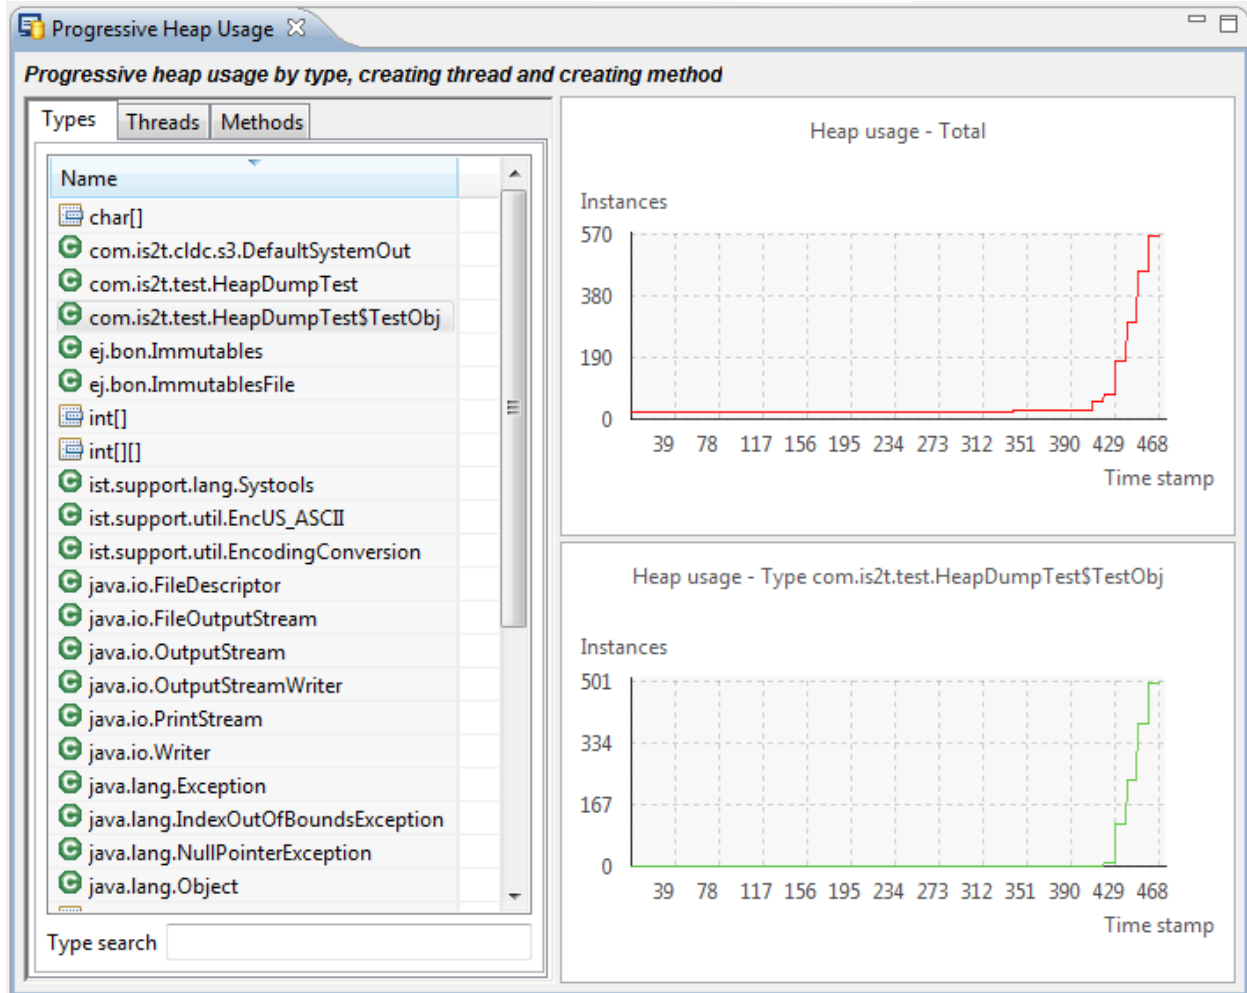 Progressive Heap Usage
Progressive heap usage by type, creating thread and creating method
Types Threads Methods
Name
char[]
com.is2t.cldc.s3.DefaultSystemOut
com.is2t.test.HeapDumpTest
com.is2t.test.HeapDumpTest$TestObj
ej.bon.Immutables
ej.bon.ImmutablesFile
int[]
int[][]
ist.support.lang.Systools
ist.support.util.EncUS_ASCII
ist.support.util.EncodingConversion
java.io.FileDescriptor
java.io.FileOutputStream
java.io.OutputStream
java.io.OutputStreamWriter
java.io.PrintStream
java.io.Writer
java.lang.Exception
java.lang.IndexOutOfBoundsException
java.lang.NullPointerException
java.lang.Object
Type search
Heap usage - Total
Instances
570
380
190
0
39 78 117 156 195 234 273 312 351 390 429 468
Time stamp
Heap usage - Type com.is2t.test.HeapDumpTest$TestObj
Instances
501
334
167
0
39 78 117 156 195 234 273 312 351 390 429 468
Time stamp